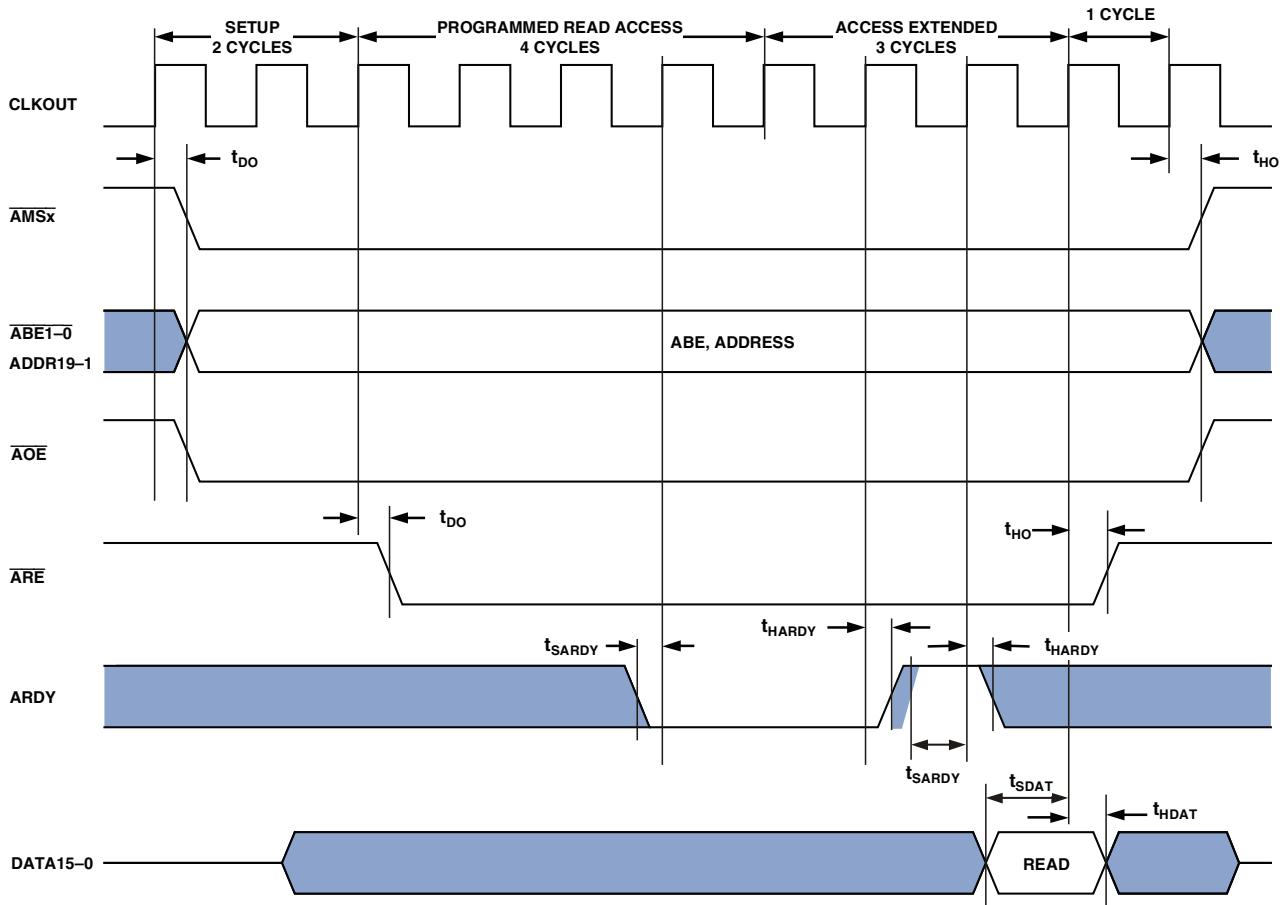 SETUP
2 CYCLES
PROGRAMMED READ ACCESS
4 CYCLES
ACCESS EXTENDED
3 CYCLES
1 CYCLE
CLKOUT
tDO
tHO
AMSx
ABE1–0
ADDR19–1
ABE, ADDRESS
AOE
tDO
tHO
ARE
tSARDY
tHARDY
tHARDY
ARDY
tSARDY
tSDAT
tHDAT
DATA15–0
READ